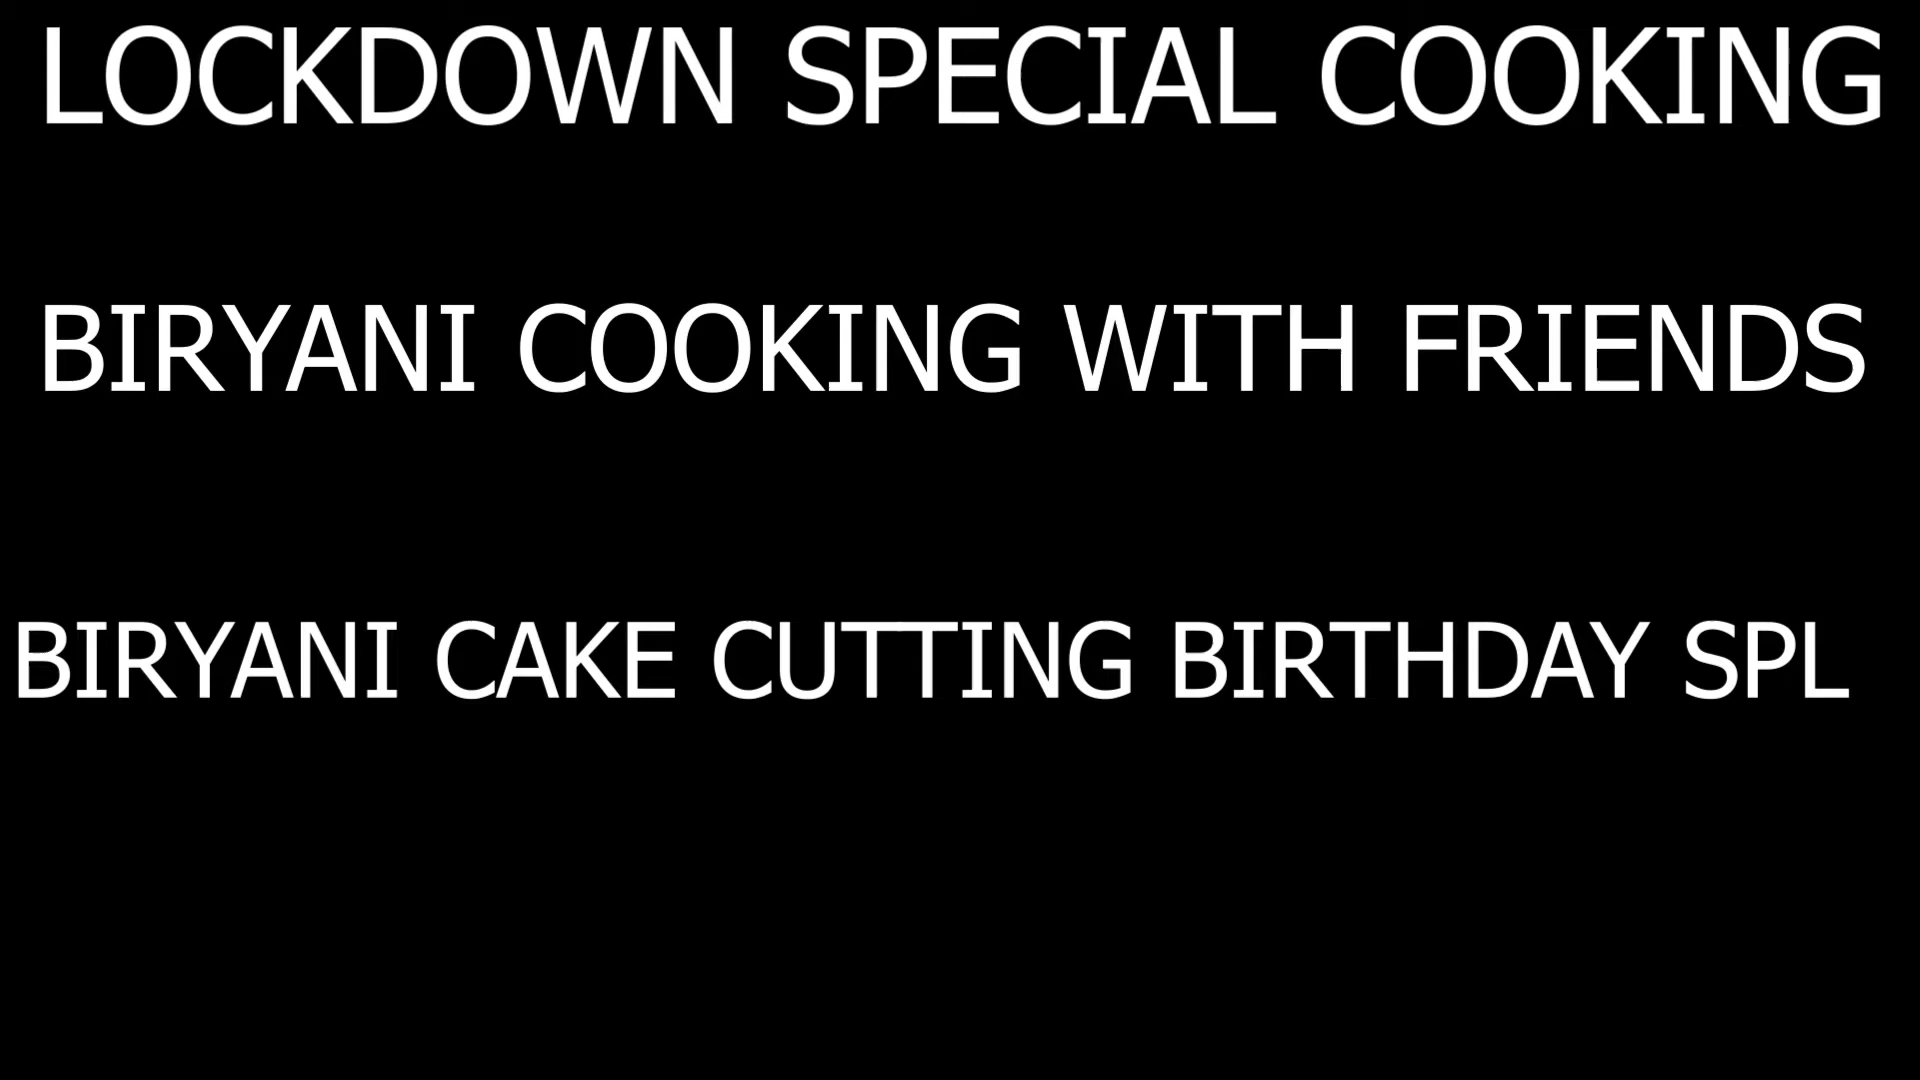 LOCKDOWN SPECIAL COOKING
BIRYANI COOKING WITH FRIENDS
BIRYANI CAKE CUTTING BIRTHDAY SPL